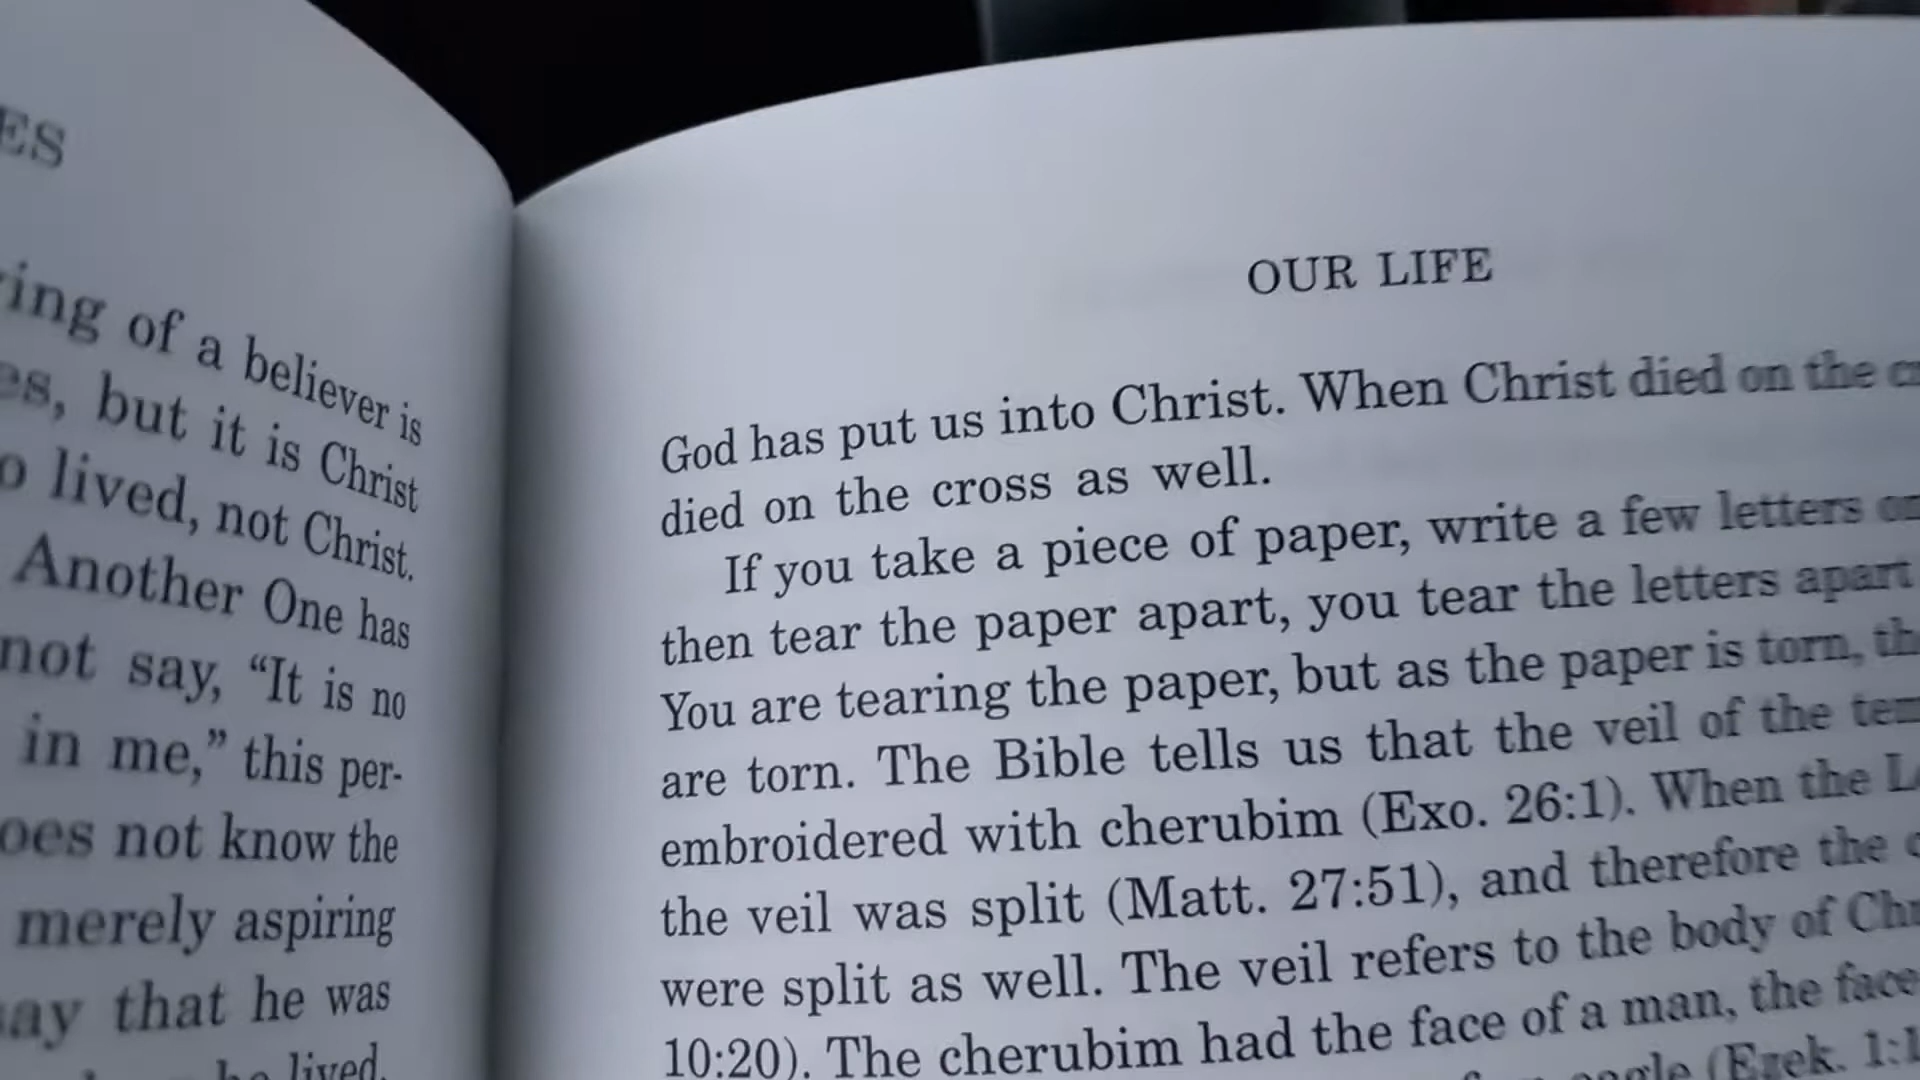 ES
ing of a believer is
es, but it is Christ
o lived, not Christ.
Another One has
not say, “It is no
in me,” this per-
oes not know the
merely aspiring
ay that he was
lived.
OUR LIFE
God has put us into Christ. When Christ died on the
died on the cross as well.
If you take a piece of paper, write a few letters
then tear the paper apart, you tear the letters apart
You are tearing the paper, but as the paper is torn,
are torn. The Bible tells us that the veil of the
embroidered with cherubim (Exo. 26:1). When the
the veil was split (Matt. 27:51), and therefore the
were split as well. The veil refers to the body of
10:20). The cherubim had the face of a man, the face
(Ezek.